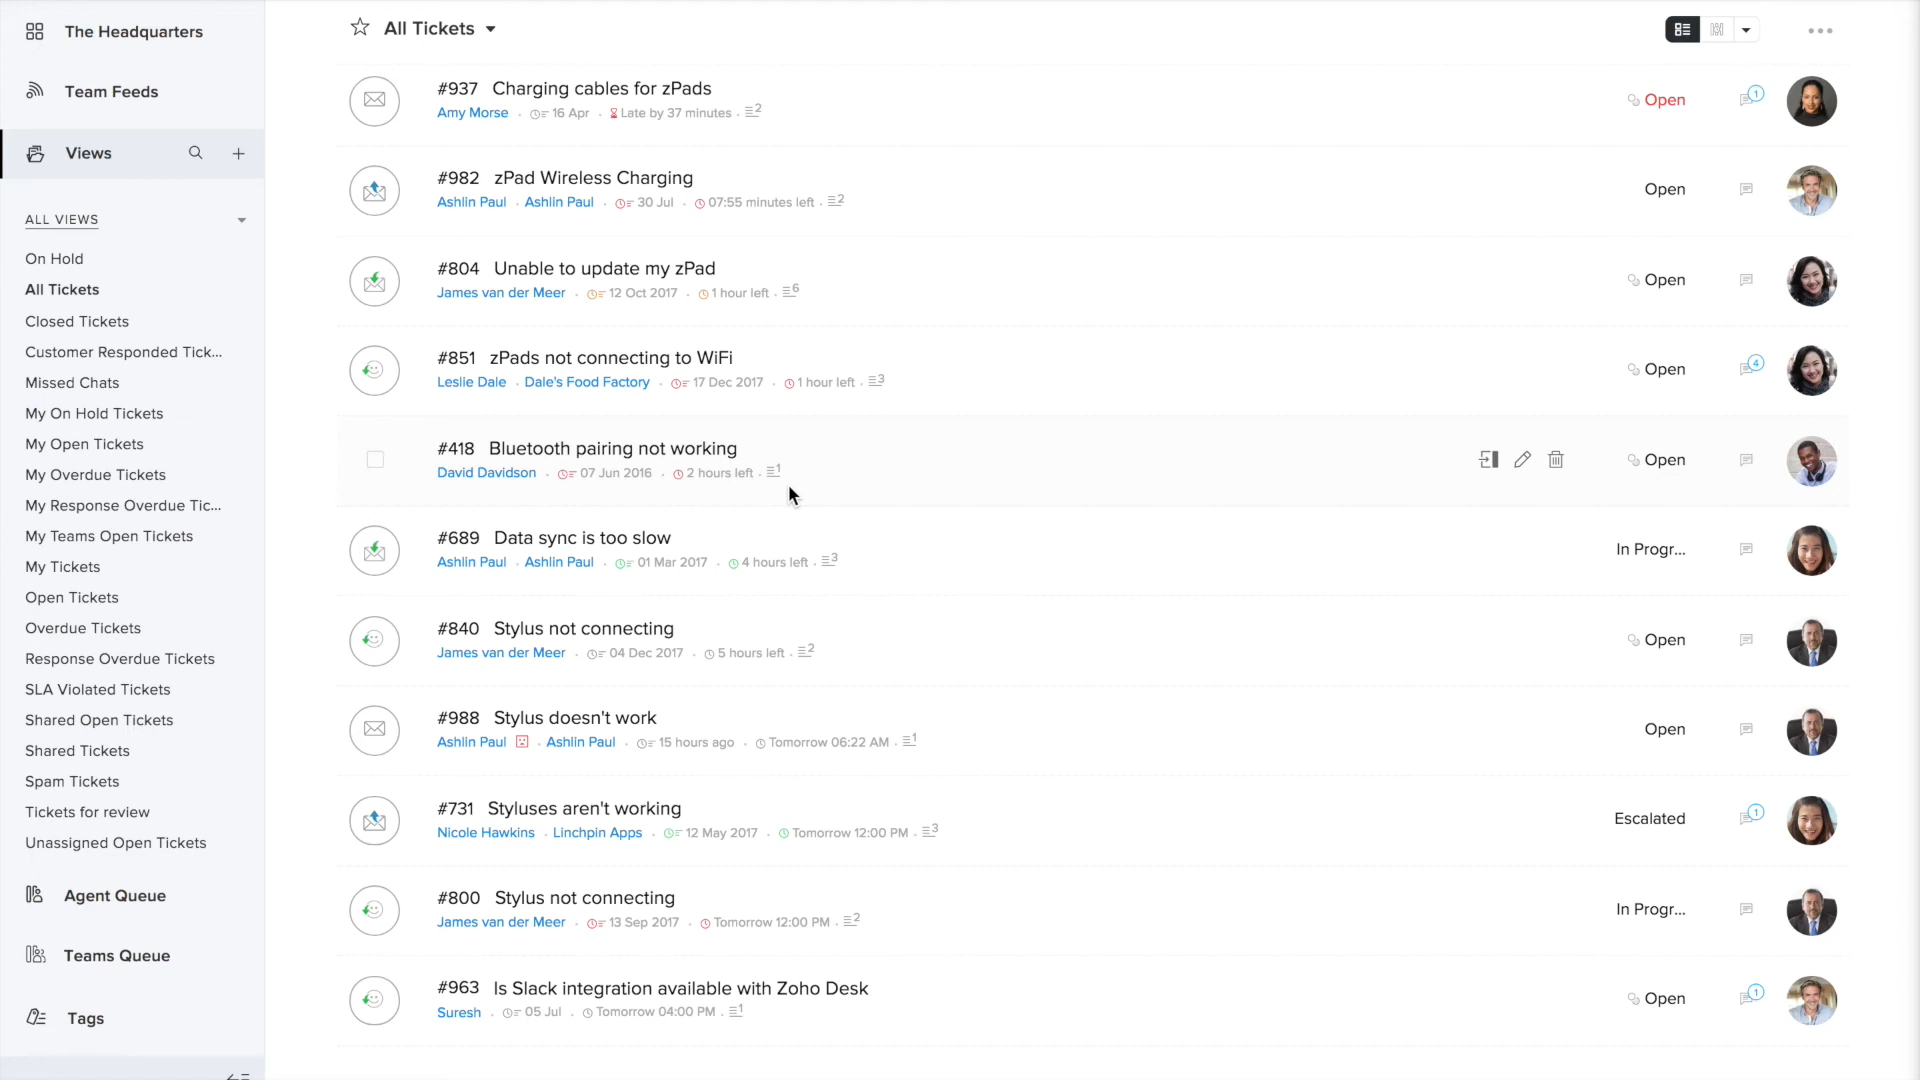 The Headquarters
Team Feeds
Views
ALL VIEWS
On Hold
All Tickets
Closed Tickets
Customer Responded Tick...
Missed Chats
My On Hold Tickets
My Open Tickets
My Overdue Tickets
My Response Overdue Tic...
My Teams Open Tickets
My Tickets
Open Tickets
Overdue Tickets
Response Overdue Tickets
SLA Violated Tickets
Shared Open Tickets
Shared Tickets
Spam Tickets
Tickets for review
Unassigned Open Tickets
Agent Queue
Teams Queue
Tags
All Tickets
#937 Charging cables for zPads
Amy Morse · 16 Apr · Late by 37 minutes · 2
Open 1
#982 zPad Wireless Charging
Ashlin Paul · Ashlin Paul · 30 Jul · 07:55 minutes left · 2
Open
#804 Unable to update my zPad
James van der Meer · 12 Oct 2017 · 1 hour left · 6
Open
#851 zPads not connecting to WiFi
Leslie Dale · Dale's Food Factory · 17 Dec 2017 · 1 hour left · 3
Open 4
#418 Bluetooth pairing not working
David Davidson · 07 Jun 2016 · 2 hours left · 1
Open
#689 Data sync is too slow
Ashlin Paul · Ashlin Paul · 01 Mar 2017 · 4 hours left · 3
In Progr...
#840 Stylus not connecting
James van der Meer · 04 Dec 2017 · 5 hours left · 2
Open
#988 Stylus doesn't work
Ashlin Paul · Ashlin Paul · 15 hours ago · Tomorrow 06:22 AM · 1
Open
#731 Styluses aren't working
Nicole Hawkins · Linchpin Apps · 12 May 2017 · Tomorrow 12:00 PM · 3
Escalated 1
#800 Stylus not connecting
James van der Meer · 13 Sep 2017 · Tomorrow 12:00 PM · 2
In Progr...
#963 Is Slack integration available with Zoho Desk
Suresh · 05 Jul · Tomorrow 04:00 PM · 1
Open 1